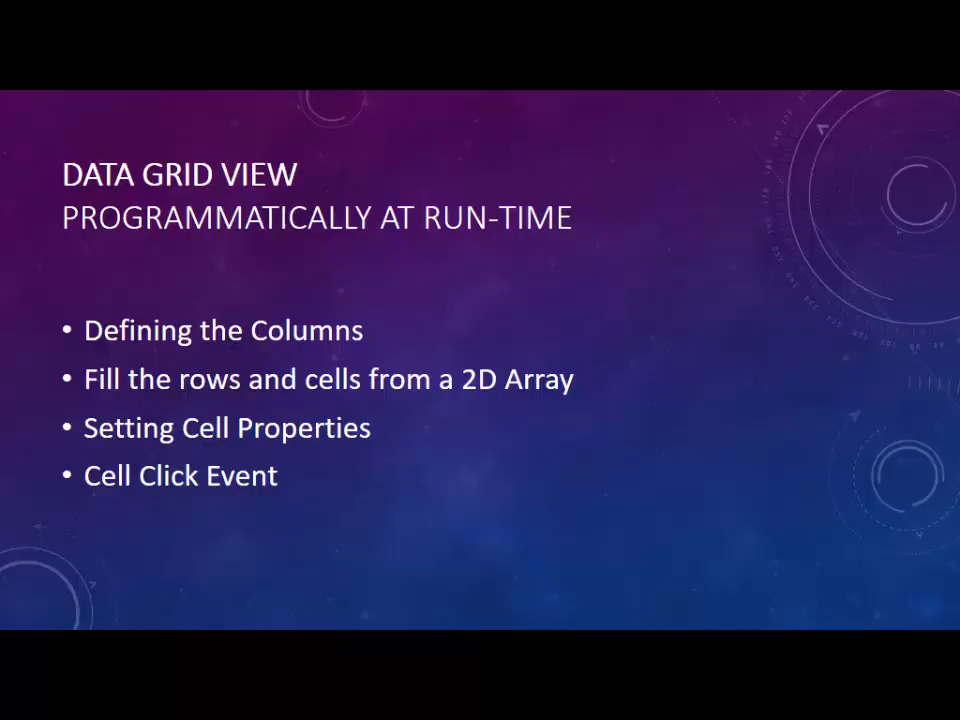 DATA GRID VIEW
PROGRAMMATICALLY AT RUN-TIME
• Defining the Columns
• Fill the rows and cells from a 2D Array
• Setting Cell Properties
• Cell Click Event